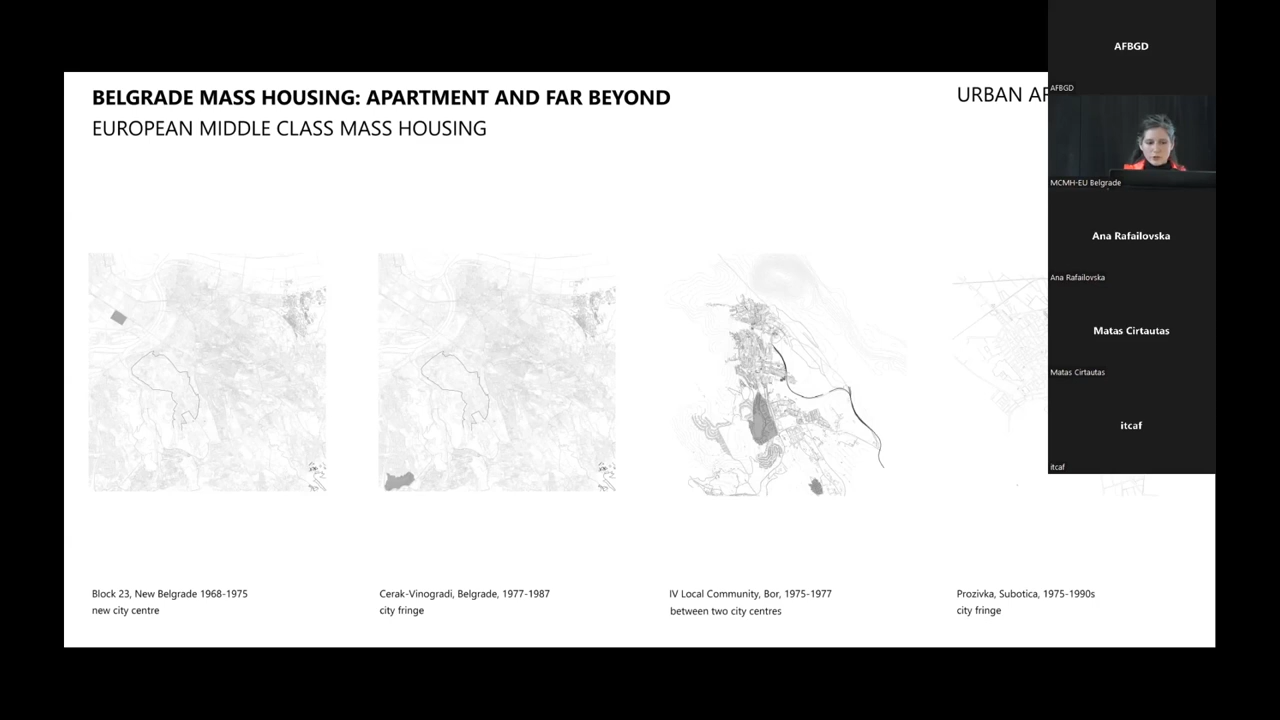 BELGRADE MASS HOUSING: APARTMENT AND FAR BEYOND
EUROPEAN MIDDLE CLASS MASS HOUSING
URBAN
Block 23, New Belgrade 1968-1975
new city centre
Cerak-Vinogradi, Belgrade, 1977-1987
city fringe
IV Local Community, Bor, 1975-1977
between two city centres
Prozivka, Subotica, 1975-1990s
city fringe
AFBGD
AFBGD
MCMH-EU Belgrade
Ana Rafailovska
Ana Rafailovska
Matas Cirtautas
Matas Cirtautas
itcaf
itcaf